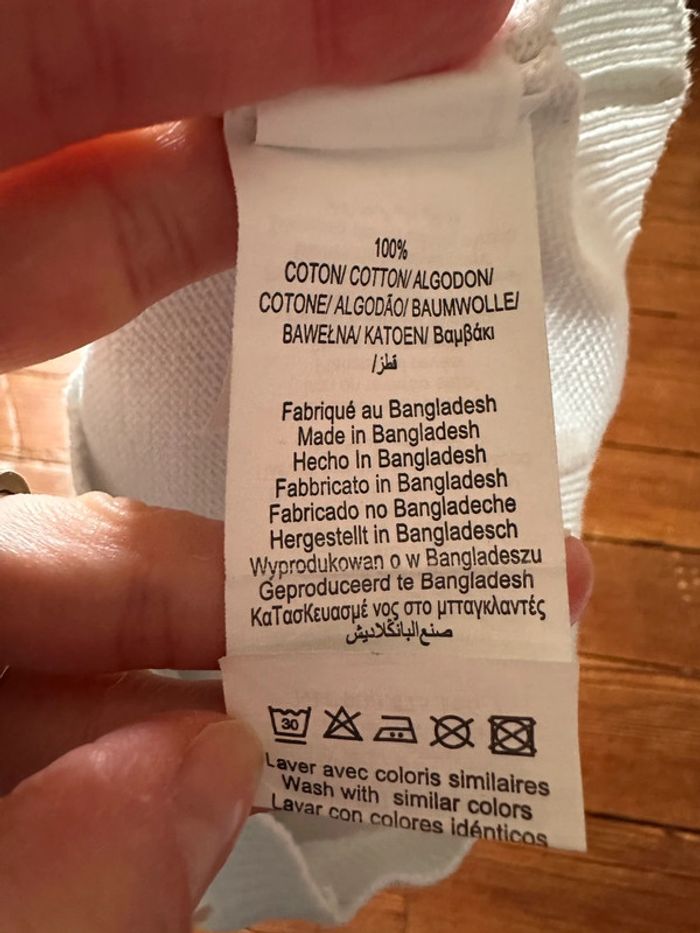 100%
COTON/ COTTON/ ALGODON/
COTONE/ ALGODÃO/ BAUMWOLLE/
BAWEŁNA/ KATOEN/ Βαμβάκι
/قطز
Fabriqué au Bangladesh
Made in Bangladesh
Hecho In Bangladesh
Fabbricato in Bangladesh
Fabricado no Bangladeche
Hergestellt in Bangladesch
Wyprodukowan o w Bangladeszu
Geproduceerd te Bangladesh
ΚαΤασΚευασμέ νος στο μπαγκλαντές
صنع البانكلاديش
30
Laver avec coloris similaires
Wash with similar colors
Lavar con colores idénticos